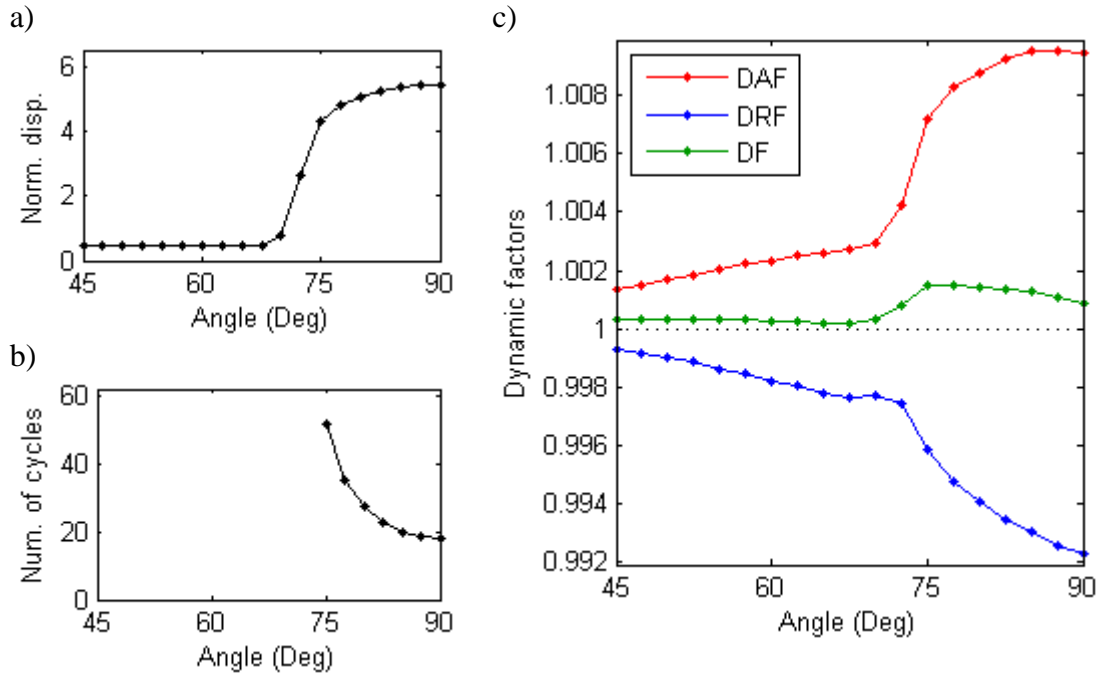 a)
6
4
2
0
Norm. disp.
45 60 75 90
Angle (Deg)
b)
60
40
20
0
Num. of cycles
45 60 75 90
Angle (Deg)
c)
DAF
DRF
DF
1.008
1.006
1.004
1.002
1
0.998
0.996
0.994
0.992
Dynamic factors
45 60 75 90
Angle (Deg)